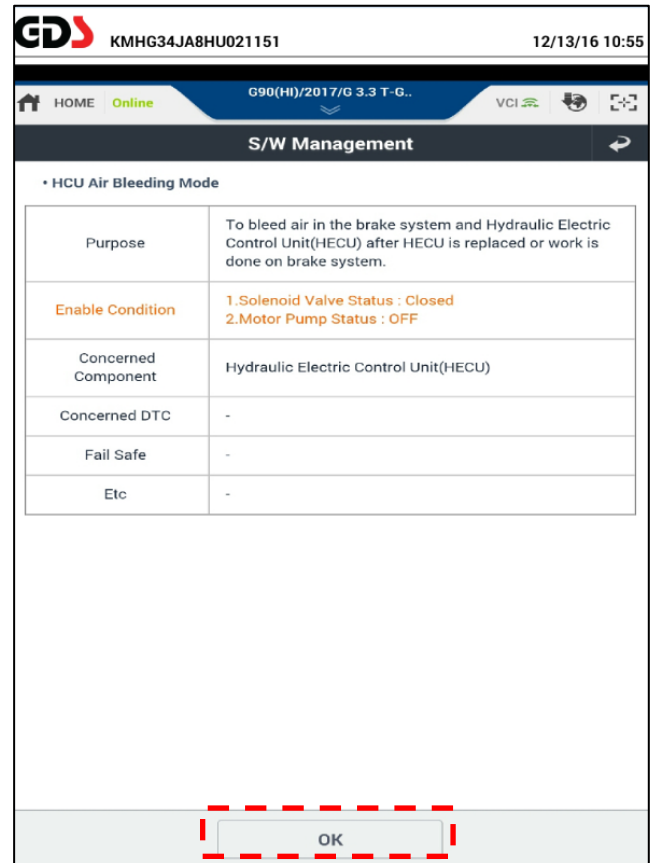 GDS KMHG34JA8HU021151 12/13/16 10:55
HOME Online G90(HI)/2017/G 3.3 T-G.. VCI
S/W Management
• HCU Air Bleeding Mode
Purpose
To bleed air in the brake system and Hydraulic Electric
Control Unit(HECU) after HECU is replaced or work is
done on brake system.
Enable Condition
1.Solenoid Valve Status : Closed
2.Motor Pump Status : OFF
Concerned
Component
Hydraulic Electric Control Unit(HECU)
Concerned DTC -
Fail Safe -
Etc -
OK